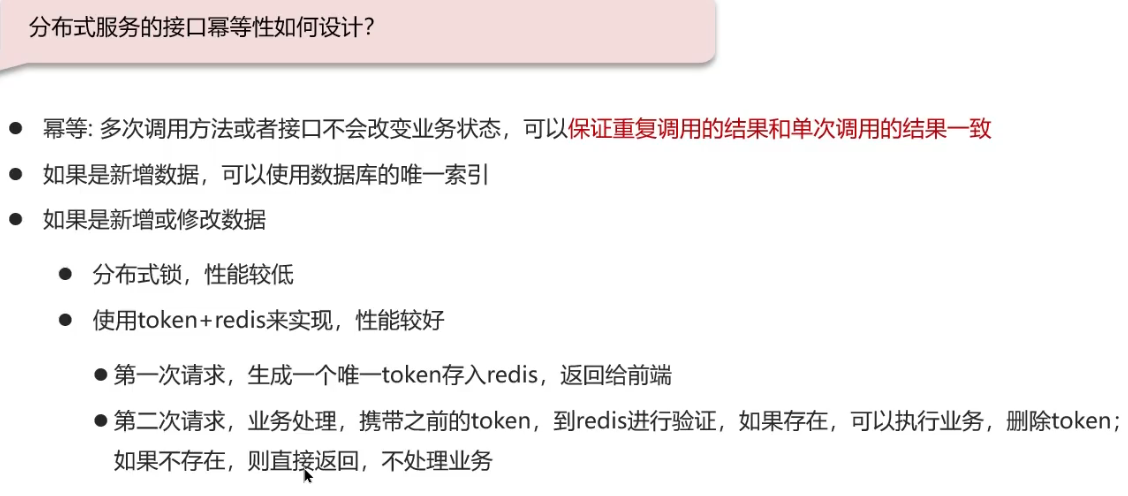 分布式服务的接口幂等性如何设计？
幂等: 多次调用方法或者接口不会改变业务状态，可以保证重复调用的结果和单次调用的结果一致
如果是新增数据，可以使用数据库的唯一索引
如果是新增或修改数据
分布式锁，性能较低
使用token+redis来实现，性能较好
第一次请求，生成一个唯一token存入redis，返回给前端
第二次请求，业务处理，携带之前的token，到redis进行验证，如果存在，可以执行业务，删除token；
如果不存在，则直接返回，不处理业务